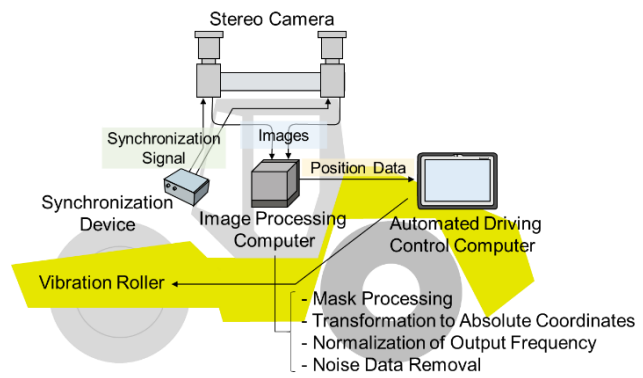 Stereo Camera
Synchronization
Signal
Images
Position Data
Synchronization
Device
Image Processing
Computer
Automated Driving
Control Computer
Vibration Roller
- Mask Processing
- Transformation to Absolute Coordinates
- Normalization of Output Frequency
- Noise Data Removal